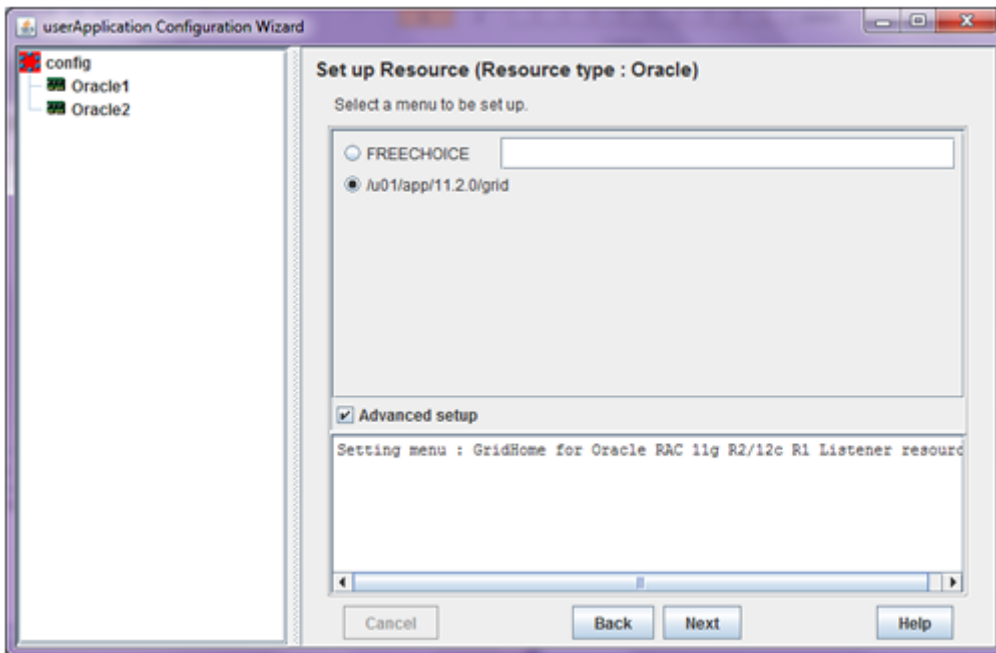 userApplication Configuration Wizard
config
Oracle1
Oracle2
Set up Resource (Resource type : Oracle)
Select a menu to be set up.
FREECHOICE
/u01/app/11.2.0/grid
Advanced setup
Setting menu : GridHome for Oracle RAC 11g R2/12c R1 Listener resourc
Cancel
Back
Next
Help